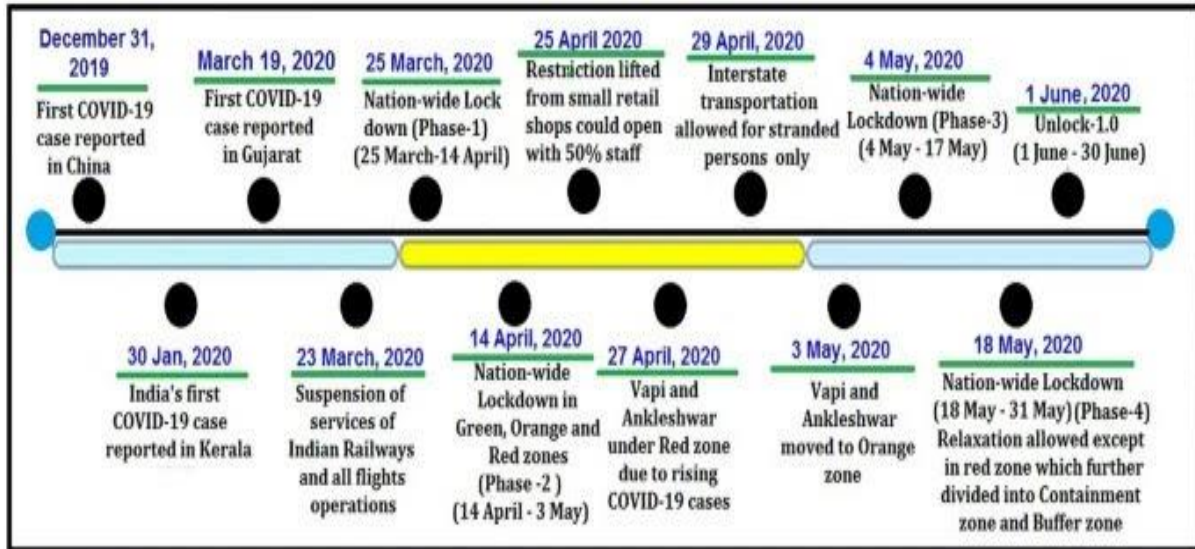 December 31,
2019
First COVID-19
case reported
in China
March 19, 2020
First COVID-19
case reported
in Gujarat
25 March, 2020
Nation-wide Lock
down (Phase-1)
(25 March-14 April)
25 April 2020
Restriction lifted
from small retail
shops could open
with 50% staff
29 April, 2020
Interstate
transportation
allowed for stranded
persons only
4 May, 2020
Nation-wide
Lockdown (Phase-3)
(4 May - 17 May)
1 June, 2020
Unlock-1.0
(1 June - 30 June)
30 Jan, 2020
India's first
COVID-19 case
reported in Kerala
23 March, 2020
Suspension of
services of
Indian Railways
and all flights
operations
14 April, 2020
Nation-wide
Lockdown in
Green, Orange and
Red zones
(Phase -2 )
(14 April - 3 May)
27 April, 2020
Vapi and
Ankleshwar
under Red zone
due to rising
COVID-19 cases
3 May, 2020
Vapi and
Ankleshwar
moved to Orange
zone
18 May, 2020
Nation-wide Lockdown
(18 May - 31 May)(Phase-4)
Relaxation allowed except
in red zone which further
divided into Containment
zone and Buffer zone